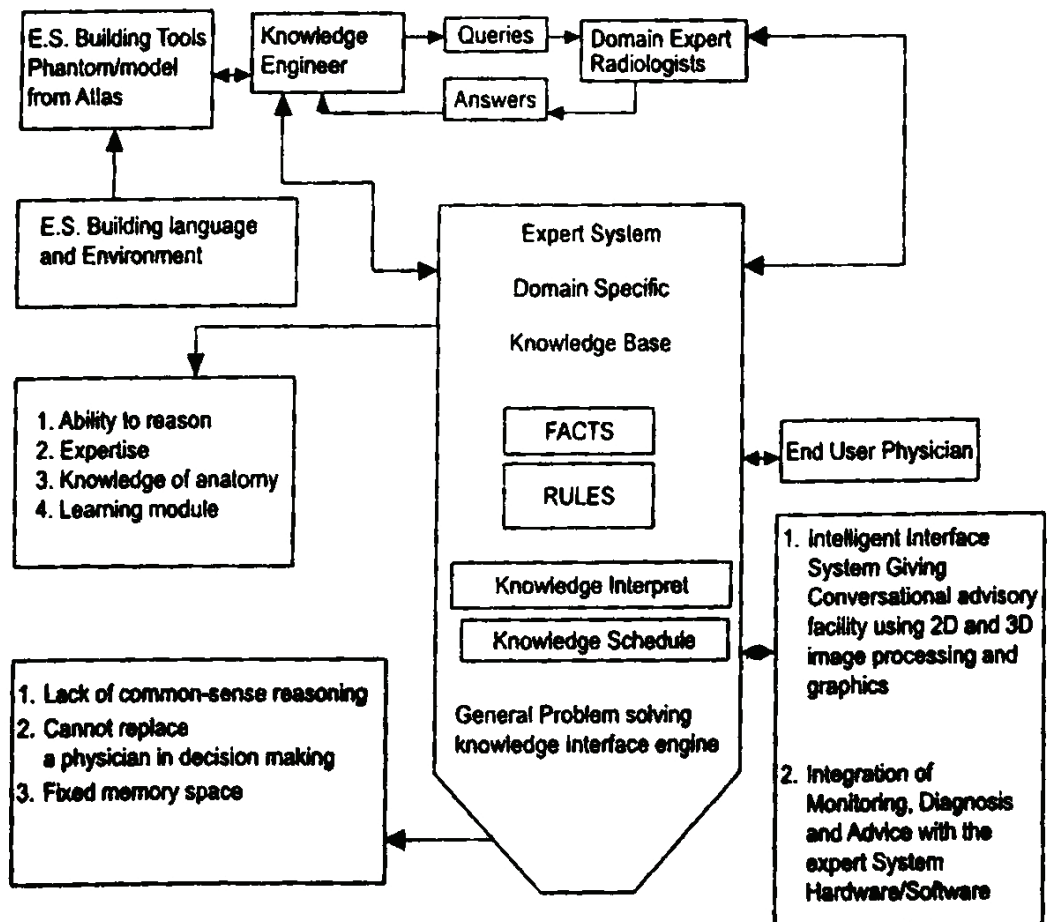 E.S. Building Tools
Phantom/model
from Atlas
Knowledge
Engineer
Queries
Answers
Domain Expert
Radiologists
E.S. Building language
and Environment
Expert System
Domain Specific
Knowledge Base
FACTS
RULES
Knowledge Interpret
Knowledge Schedule
General Problem solving
knowledge interface engine
1. Ability to reason
2. Expertise
3. Knowledge of anatomy
4. Learning module
End User Physician
1. Intelligent Interface
System Giving
Conversational advisory
facility using 2D and 3D
image processing and
graphics
2. Integration of
Monitoring, Diagnosis
and Advice with the
expert System
Hardware/Software
1. Lack of common-sense reasoning
2. Cannot replace
a physician in decision making
3. Fixed memory space